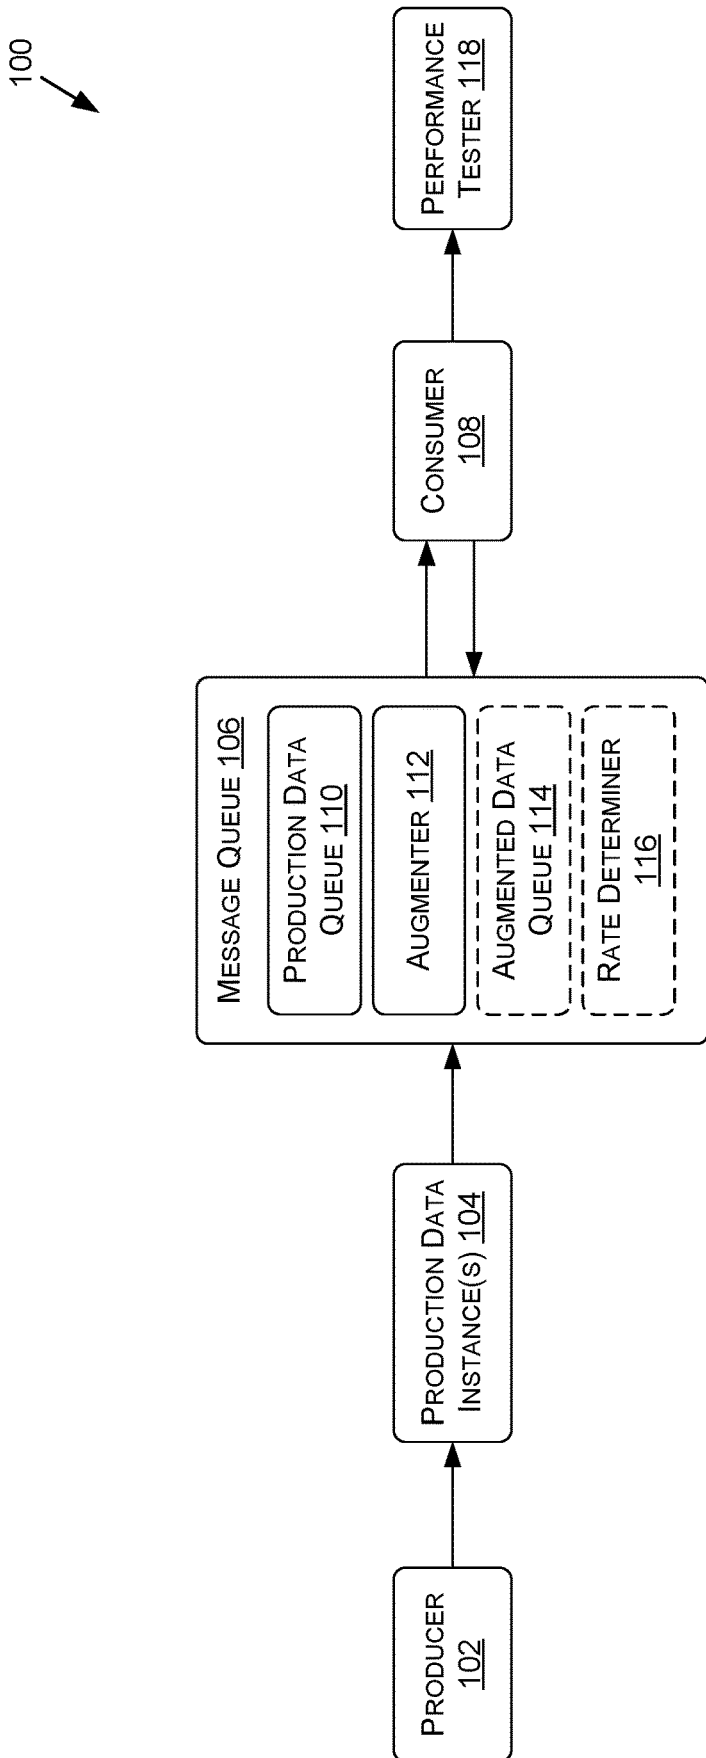 100
PRODUCER
102
PRODUCTION DATA
INSTANCE(S) 104
MESSAGE QUEUE 106
PRODUCTION DATA
QUEUE 110
AUGMENTER 112
AUGMENTED DATA
QUEUE 114
RATE DETERMINER
116
CONSUMER
108
PERFORMANCE
TESTER 118